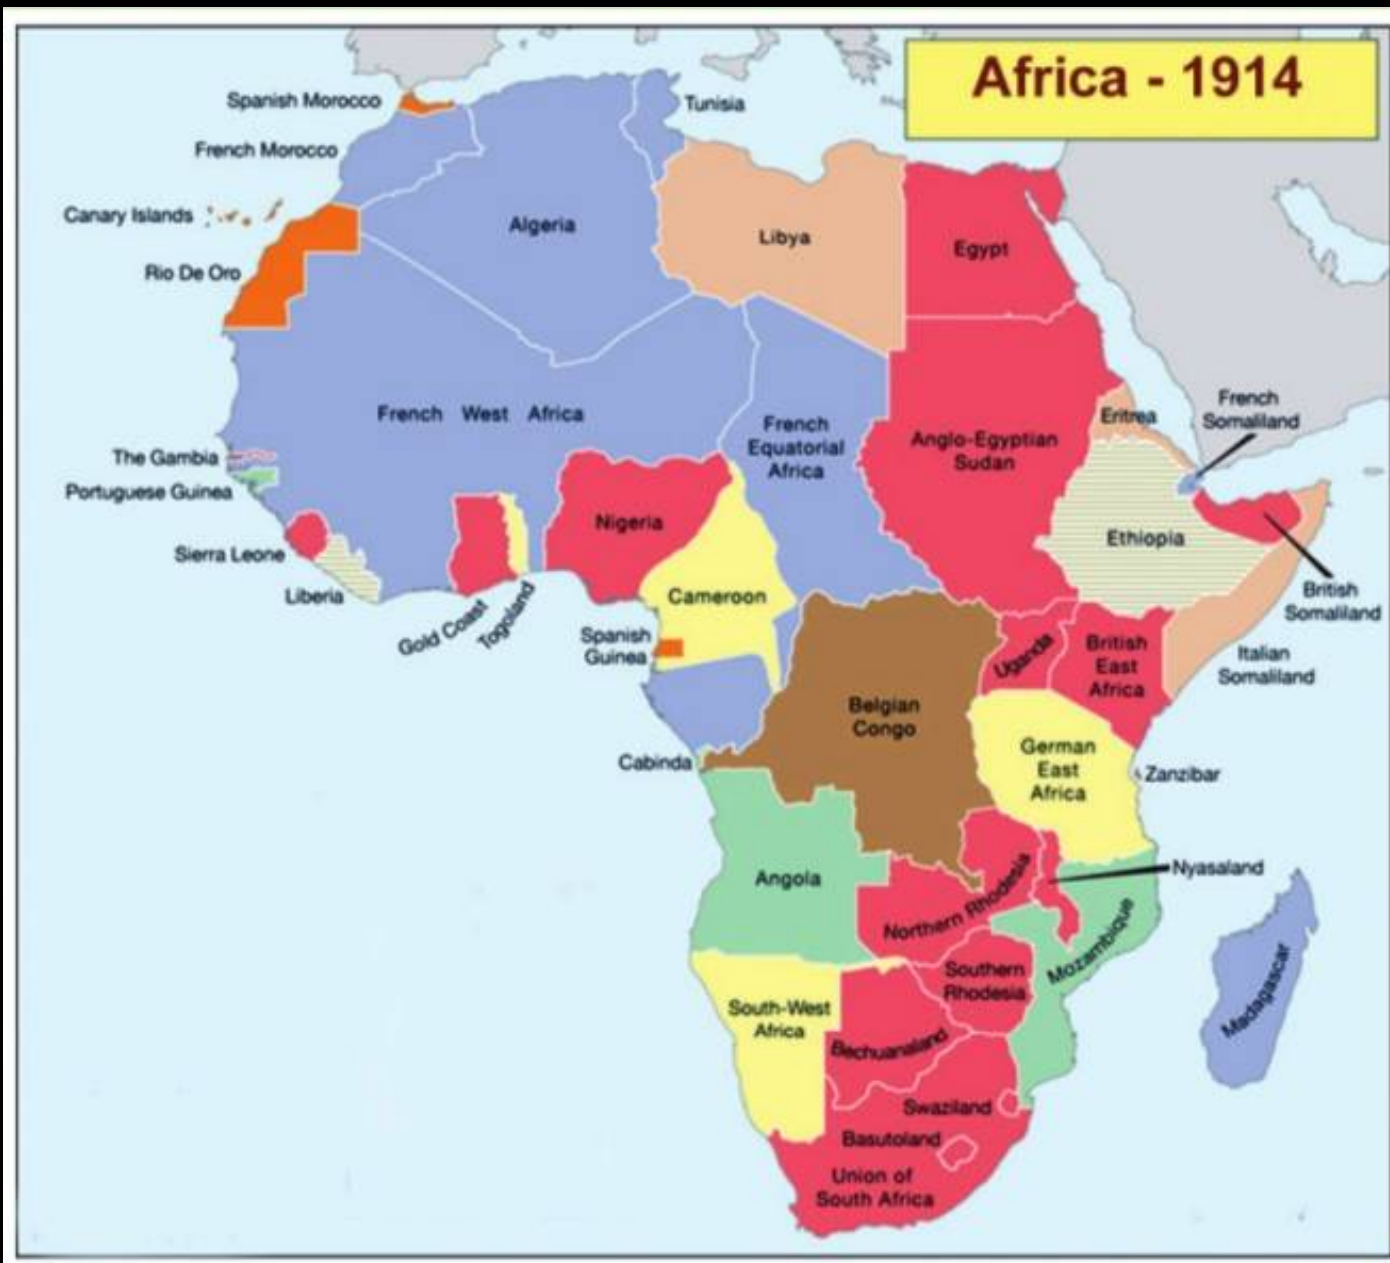 Africa - 1914
Spanish Morocco
Tunisia
French Morocco
Canary Islands
Algeria
Libya
Egypt
Rio De Oro
French West Africa
French
Equatorial
Africa
Anglo-Egyptian
Sudan
Eritrea
French
Somaliland
The Gambia
Portuguese Guinea
Nigeria
Ethiopia
Sierra Leone
Liberia
Gold Coast
Togoland
Cameroon
British
Somaliland
Spanish
Guinea
Uganda
British
East
Africa
Italian
Somaliland
Belgian
Congo
Cabinda
German
East
Africa
Zanzibar
Angola
Northern Rhodesia
Nyasaland
Mozambique
Southern
Rhodesia
Madagascar
South-West
Africa
Bechuanaland
Swaziland
Basutoland
Union of
South Africa